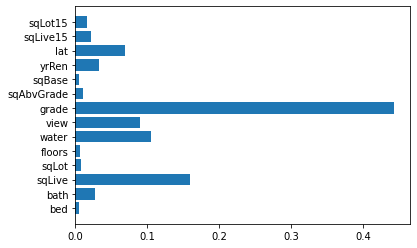 sqLot15
sqLive15
lat
yrRen
sqBase
sqAbvGrade
grade
view
water
floors
sqLot
sqLive
bath
bed
0.0 0.1 0.2 0.3 0.4